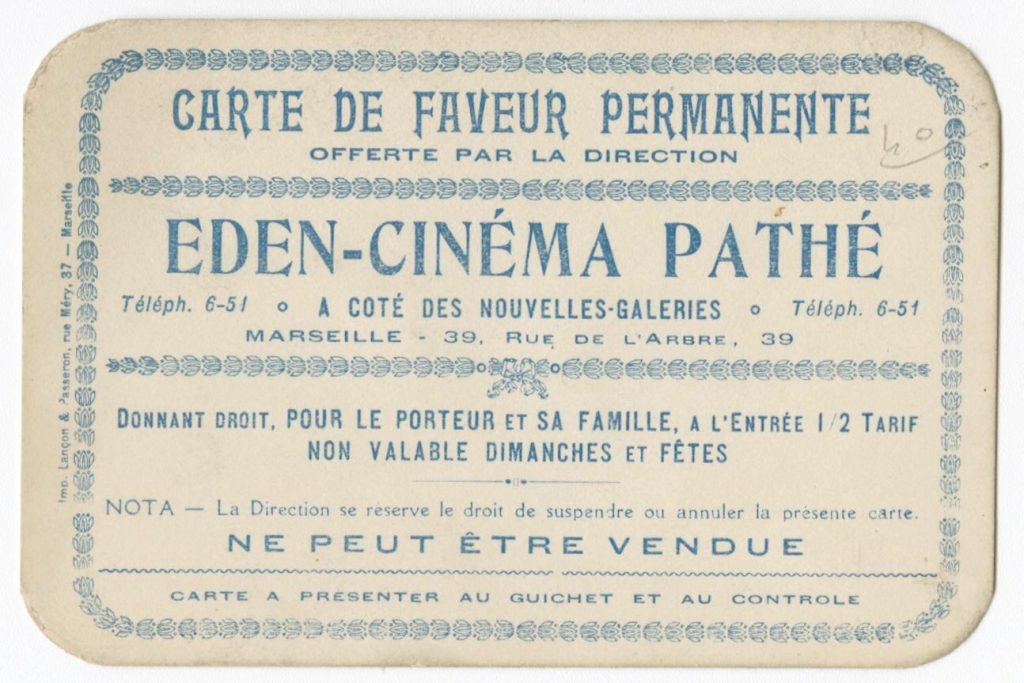 CARTE DE FAVEUR PERMANENTE
OFFERTE PAR LA DIRECTION
EDEN-CINÉMA PATHÉ
Téléph. 6-51 o A COTÉ DES NOUVELLES-GALERIES o Téléph. 6-51
MARSEILLE - 39, RUE DE L'ARBRE, 39
DONNANT DROIT, POUR LE PORTEUR ET SA FAMILLE, A L'ENTRÉE 1/2 TARIF
NON VALABLE DIMANCHES ET FÊTES
NOTA — La Direction se réserve le droit de suspendre ou annuler la présente carte.
NE PEUT ÊTRE VENDUE
CARTE A PRÉSENTER AU GUICHET ET AU CONTROLE
Imp. Lançon & Passeron, rue Méry, 37 — Marseille